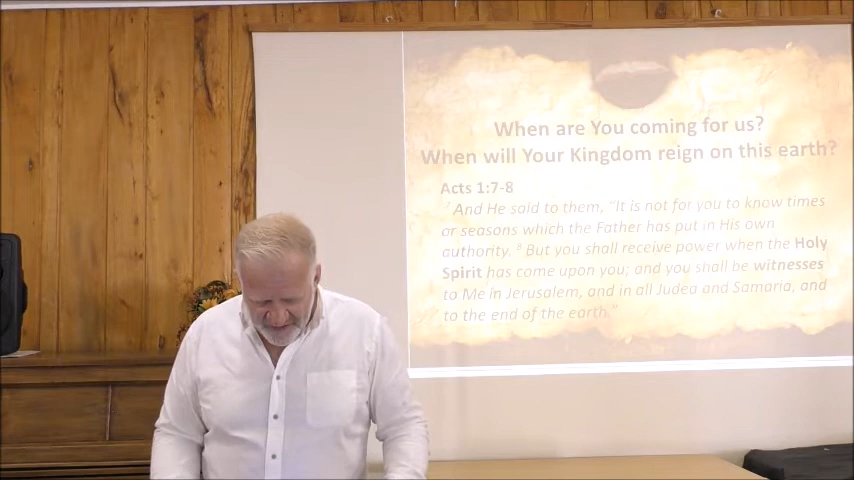 When are You coming for us?
When will Your Kingdom reign on this earth?
Acts 1:7-8
7 And He said to them, "It is not for you to know times
or seasons which the Father has put in His own
authority. 8 But you shall receive power when the Holy
Spirit has come upon you; and you shall be witnesses
to Me in Jerusalem, and in all Judea and Samaria, and
to the end of the earth."